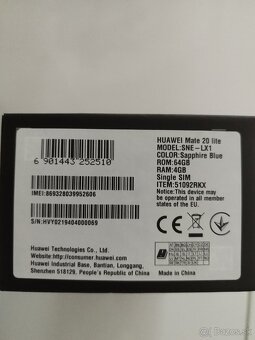 HUAWEI Mate 20 lite
MODEL:SNE-LX1
COLOR:Sapphire Blue
ROM:64GB
RAM:4GB
Single SIM
ITEM:51092RKX
Notice:This device may
be operated in all member
states of the EU.
6 901443 252510
IMEI:869328039952606
S/N:HVY0219404000069
Huawei Technologies Co., Ltd.
Website:http://consumer.huawei.com
Huawei Industrial Base, Bantian, Longgang,
Shenzhen 518129, People's Republic of China